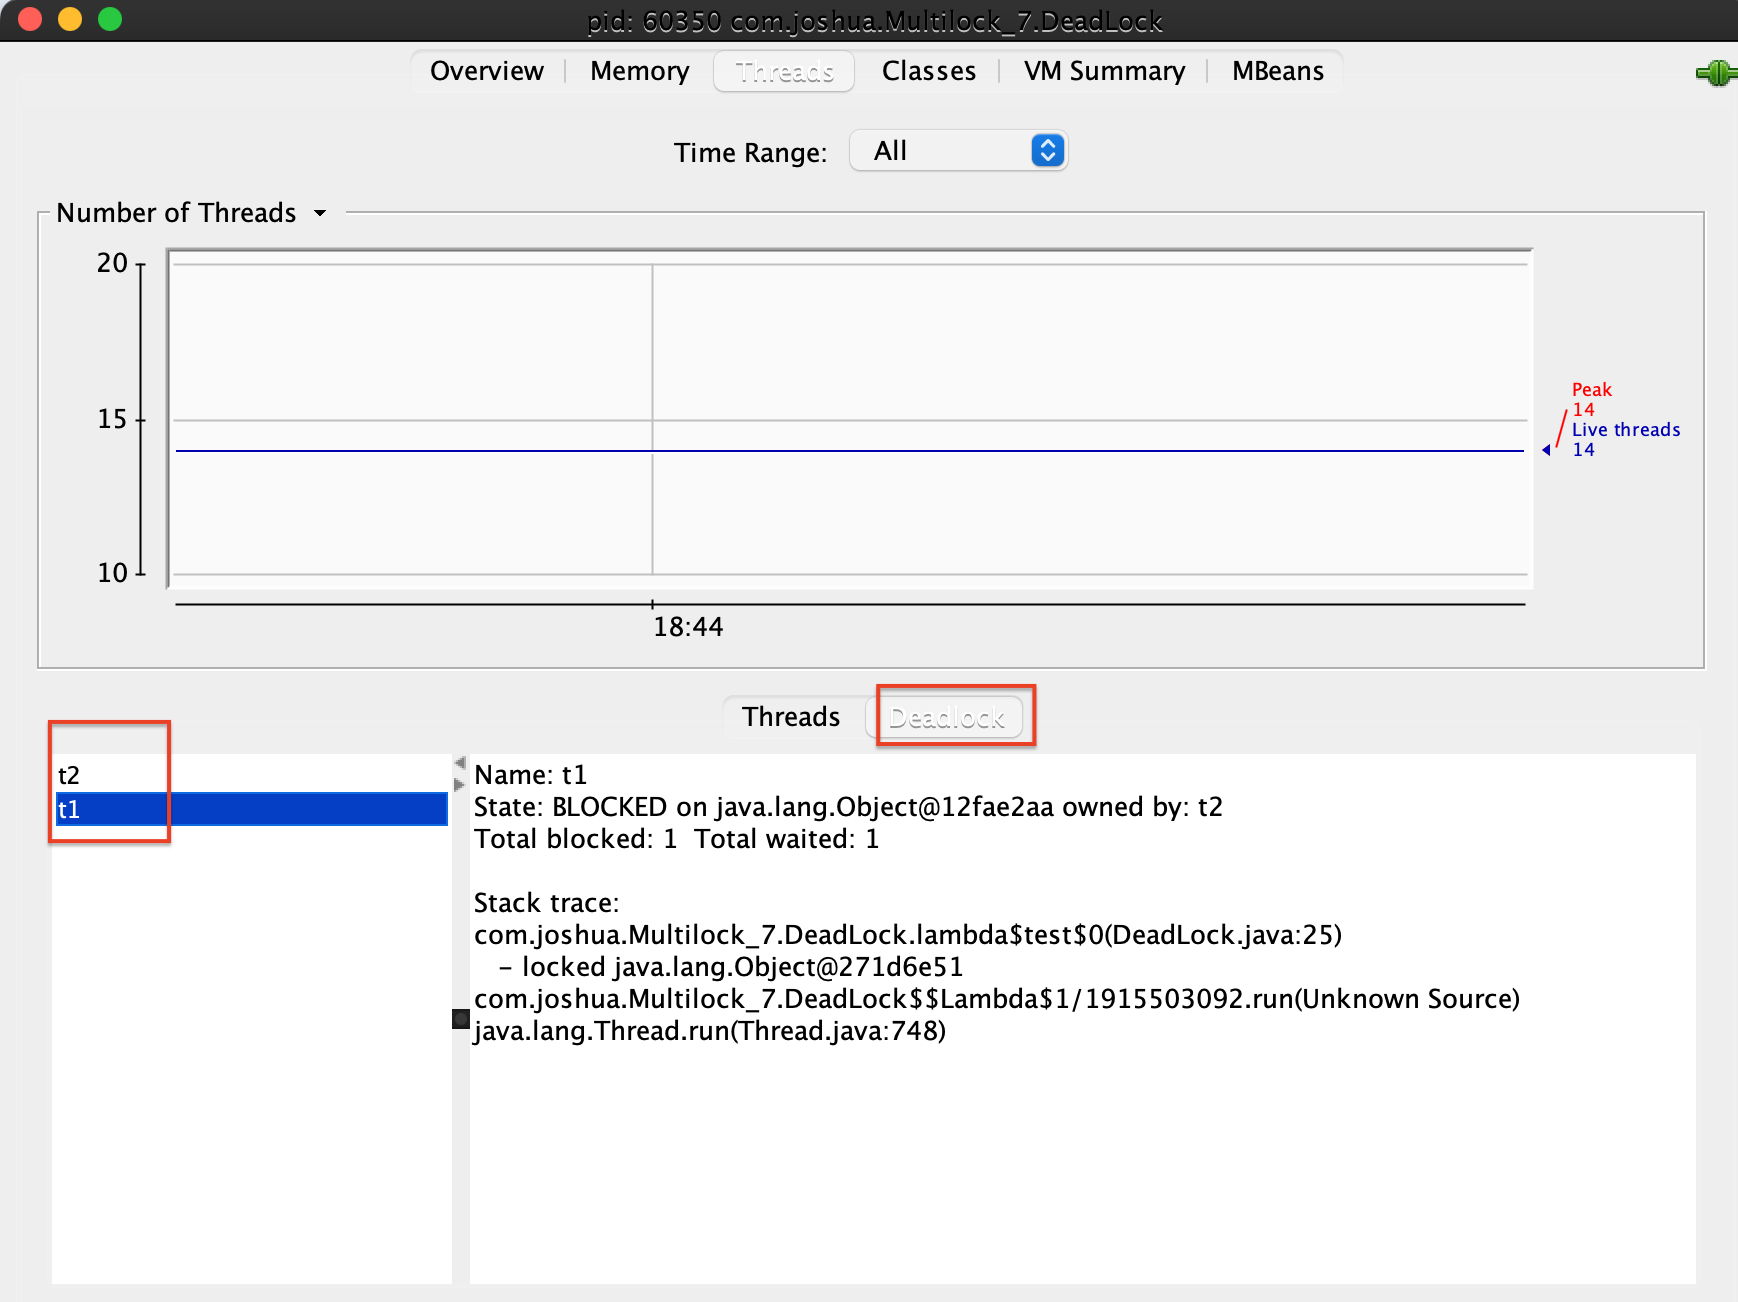 pid: 60350 com.joshua.Multilock_7.DeadLock
Overview Memory Threads Classes VM Summary MBeans
Time Range: All
Number of Threads
20
15
10
18:44
Peak
14
Live threads
14
Threads Deadlock
t2
t1
Name: t1
State: BLOCKED on java.lang.Object@12fae2aa owned by: t2
Total blocked: 1  Total waited: 1
Stack trace:
com.joshua.Multilock_7.DeadLock.lambda$test$0(DeadLock.java:25)
   - locked java.lang.Object@271d6e51
com.joshua.Multilock_7.DeadLock$$Lambda$1/1915503092.run(Unknown Source)
java.lang.Thread.run(Thread.java:748)